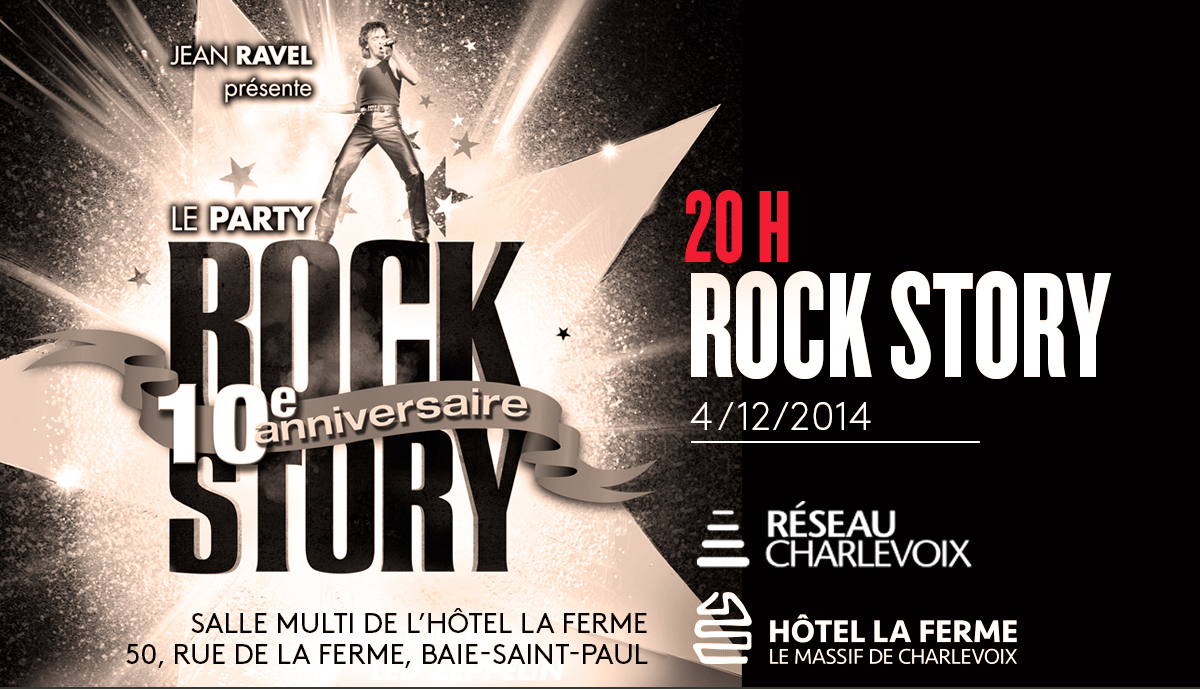 JEAN RAVEL
présente
LE PARTY
ROCK
10e anniversaire
STORY
SALLE MULTI DE L'HÔTEL LA FERME
50, RUE DE LA FERME, BAIE-SAINT-PAUL
20 H
ROCK STORY
4/12/2014
RÉSEAU
CHARLEVOIX
HÔTEL LA FERME
LE MASSIF DE CHARLEVOIX